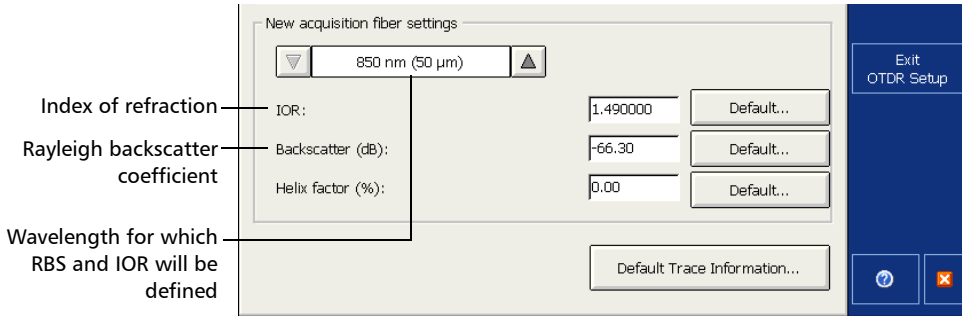 New acquisition fiber settings
850 nm (50 µm)
Exit
OTDR Setup
Index of refraction
IOR:
1.490000
Default...
Rayleigh backscatter
coefficient
Backscatter (dB):
-66.30
Default...
Helix factor (%):
0.00
Default...
Wavelength for which
RBS and IOR will be
defined
Default Trace Information...